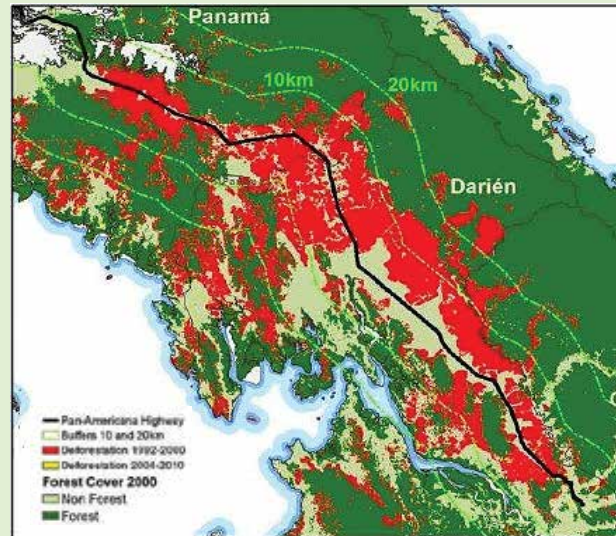 Panamá
10km
20km
Darién
Pan-Americana Highway
Buffers 10 and 20km
Deforestation 1992-2000
Deforestation 2001-2010
Forest Cover 2000
Non Forest
Forest